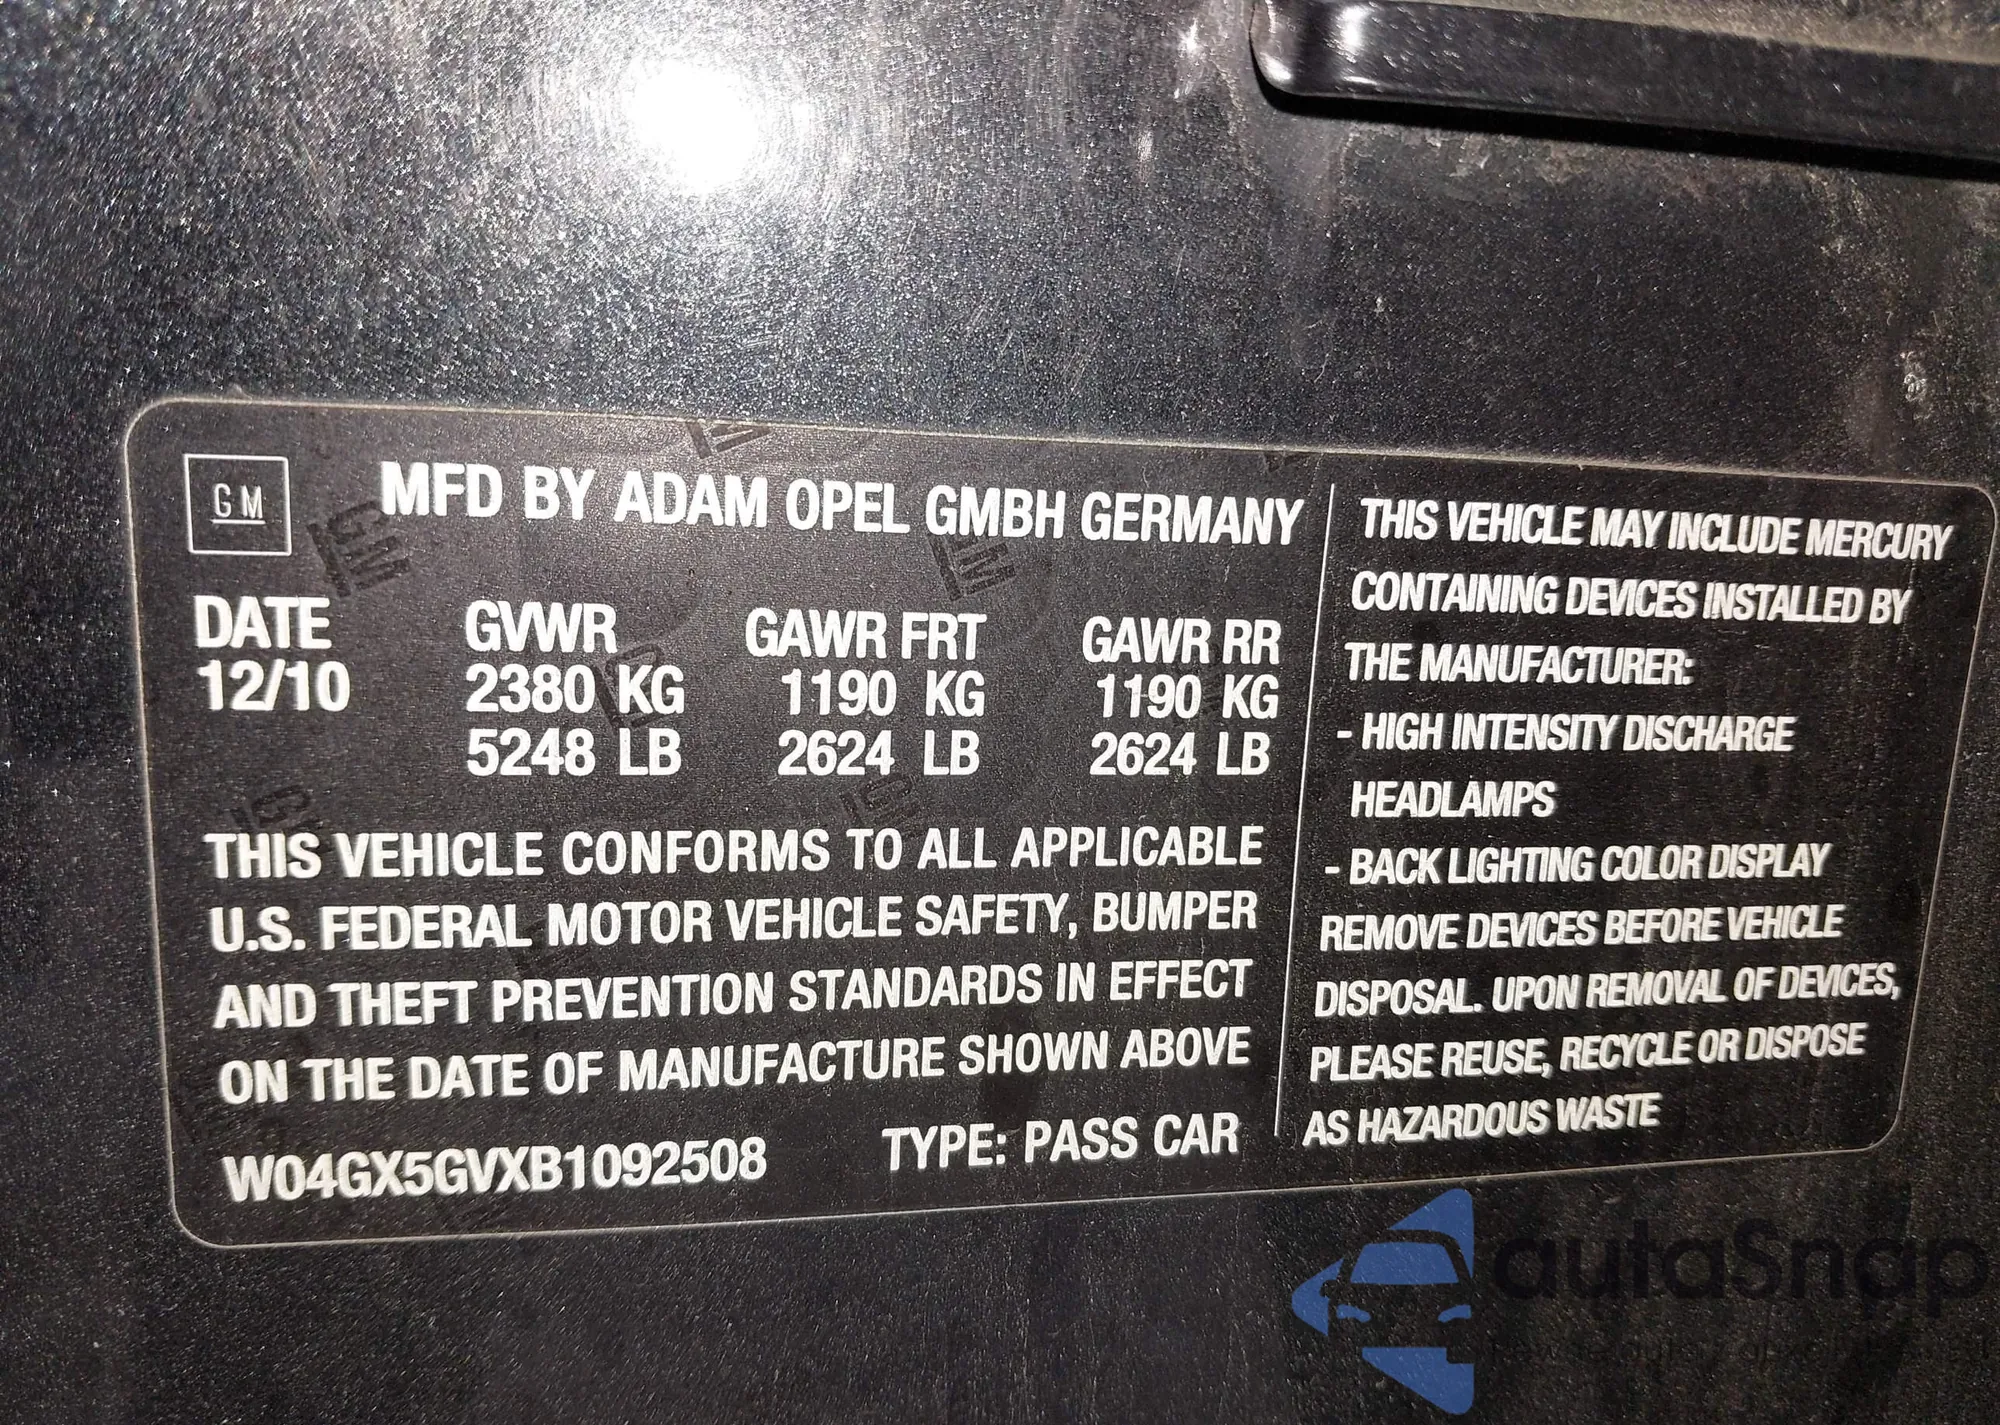 GM
MFD BY ADAM OPEL GMBH GERMANY
DATE GVWR GAWR FRT GAWR RR
12/10 2380 KG 1190 KG 1190 KG
5248 LB 2624 LB 2624 LB
THIS VEHICLE CONFORMS TO ALL APPLICABLE
U.S. FEDERAL MOTOR VEHICLE SAFETY, BUMPER
AND THEFT PREVENTION STANDARDS IN EFFECT
ON THE DATE OF MANUFACTURE SHOWN ABOVE
W04GX5GVXB1092508 TYPE: PASS CAR
THIS VEHICLE MAY INCLUDE MERCURY
CONTAINING DEVICES INSTALLED BY
THE MANUFACTURER:
- HIGH INTENSITY DISCHARGE
HEADLAMPS
- BACK LIGHTING COLOR DISPLAY
REMOVE DEVICES BEFORE VEHICLE
DISPOSAL. UPON REMOVAL OF DEVICES,
PLEASE REUSE, RECYCLE OR DISPOSE
AS HAZARDOUS WASTE
autaSnap